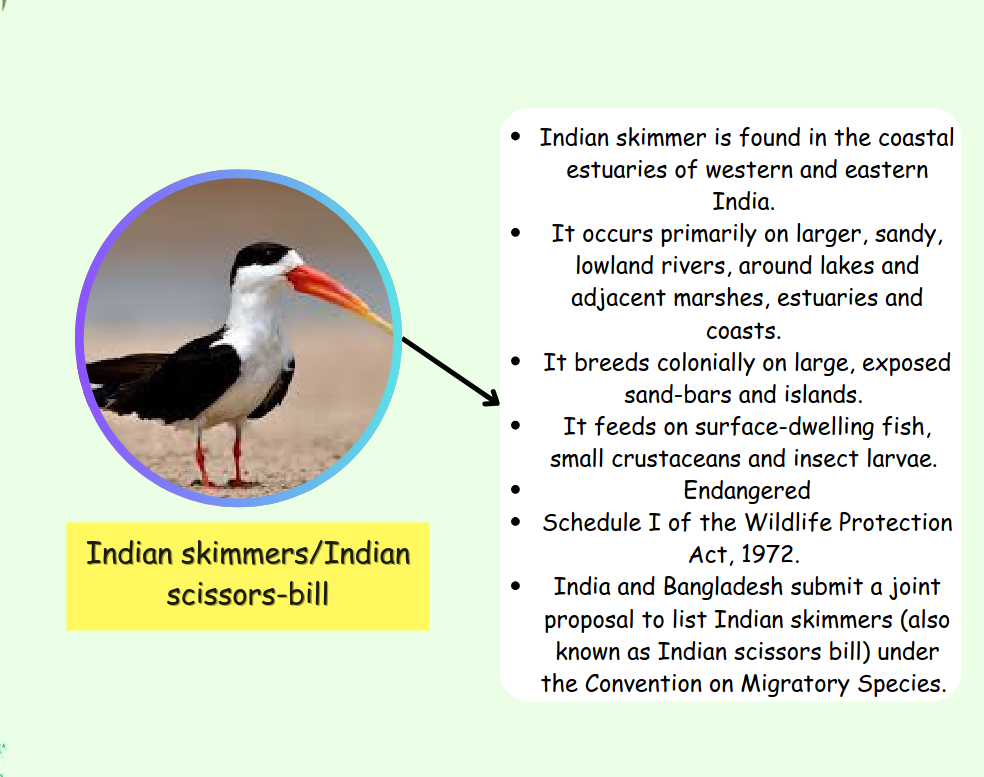 Indian skimmers/Indian
scissors-bill
• Indian skimmer is found in the coastal
estuaries of western and eastern
India.
• It occurs primarily on larger, sandy,
lowland rivers, around lakes and
adjacent marshes, estuaries and
coasts.
• It breeds colonially on large, exposed
sand-bars and islands.
• It feeds on surface-dwelling fish,
small crustaceans and insect larvae.
• Endangered
• Schedule I of the Wildlife Protection
Act, 1972.
• India and Bangladesh submit a joint
proposal to list Indian skimmers (also
known as Indian scissors bill) under
the Convention on Migratory Species.